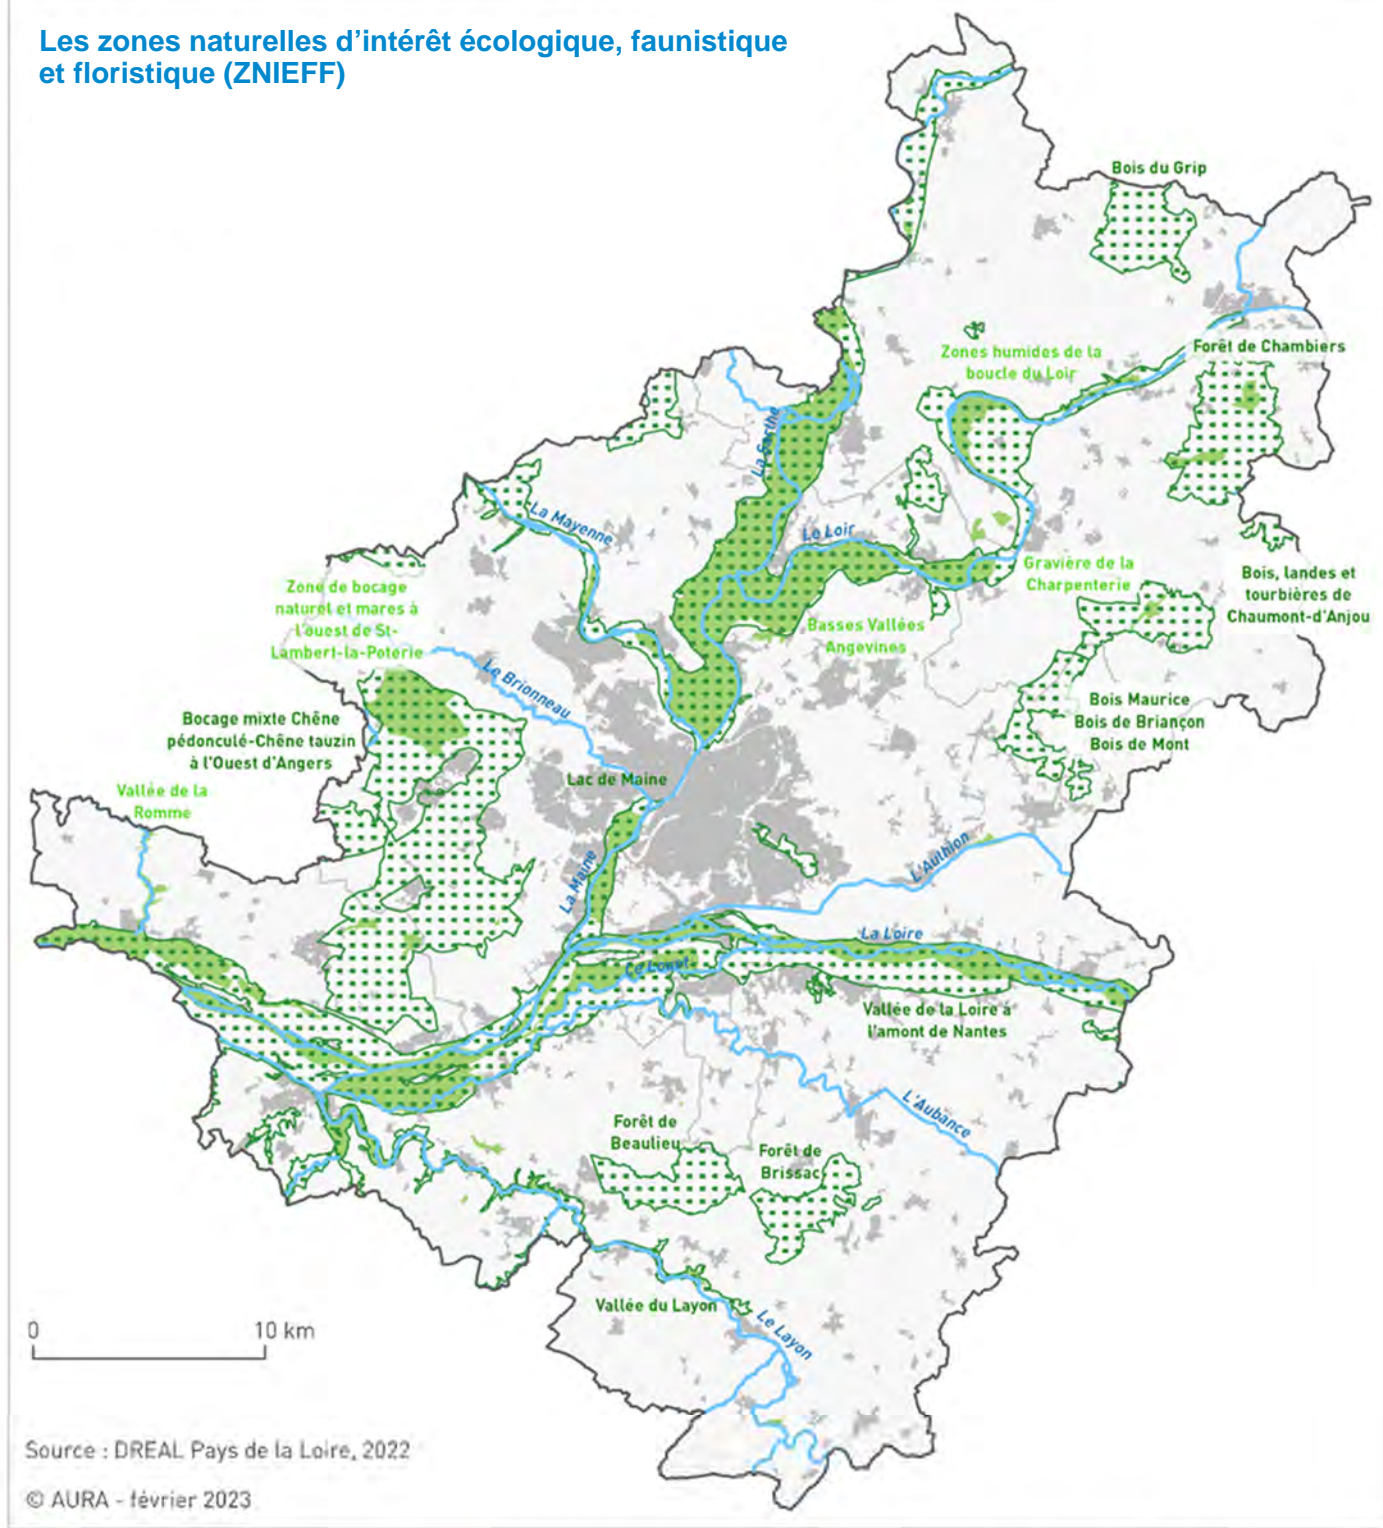 Les zones naturelles d’intérêt écologique, faunistique
et floristique (ZNIEFF)
Bois du Grip
Forêt de Chambiers
Zones humides de la
boucle du Loir
La Sarthe
La Mayenne
Le Loir
Gravière de la
Charpenterie
Bois, landes et
tourbières de
Chaumont-d’Anjou
Zone de bocage
naturel et mares à
l’ouest de St-
Lambert-la-Poterie
Basses Vallées
Angevines
Le Brionneau
Bois Maurice
Bois de Briançon
Bois de Mont
Bocage mixte Chêne
pédonculé-Chêne tauzin
à l’Ouest d’Angers
Lac de Maine
Vallée de la
Romme
L’Authion
La Maine
La Loire
Le Louet
Vallée de la Loire à
l’amont de Nantes
L’Aubance
Forêt de
Beaulieu
Forêt de
Brissac
Vallée du Layon
Le Layon
0 10 km
Source : DREAL Pays de la Loire, 2022
© AURA - février 2023